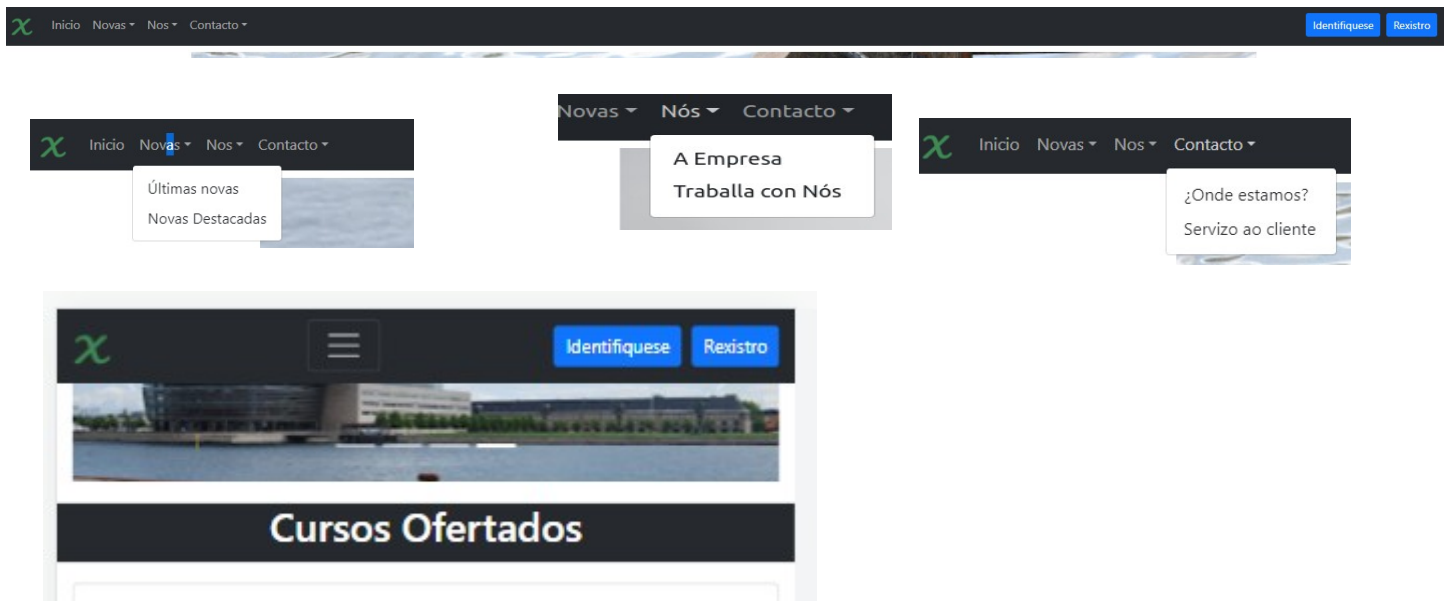 x Inicio Novas Nos Contacto Identifiquese Rexistro
x Inicio Novas Nos Contacto
Últimas novas
Novas Destacadas
Novas Nós Contacto
A Empresa
Traballa con Nós
x Inicio Novas Nos Contacto
¿Onde estamos?
Servizo ao cliente
x Identifiquese Rexistro
Cursos Ofertados